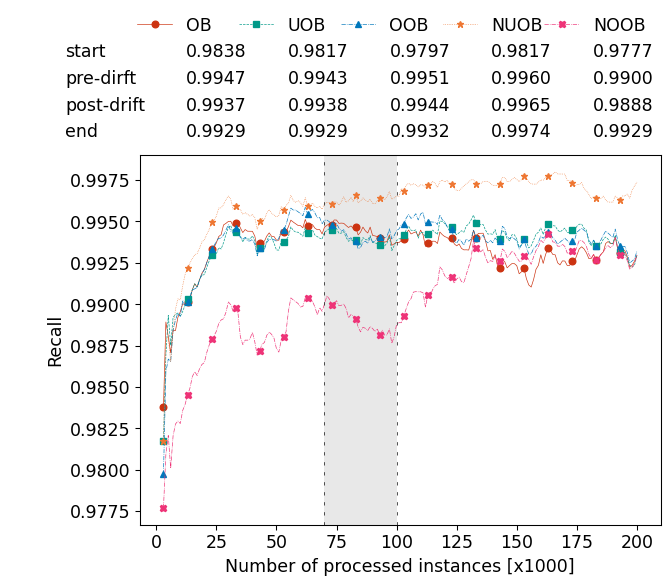 OB UOB OOB NUOB NOOB
start 0.9838 0.9817 0.9797 0.9817 0.9777
pre-dirft 0.9947 0.9943 0.9951 0.9960 0.9900
post-drift 0.9937 0.9938 0.9944 0.9965 0.9888
end 0.9929 0.9929 0.9932 0.9974 0.9929
0.9975
0.9950
0.9925
0.9900
0.9875
0.9850
0.9825
0.9800
0.9775
Recall
0 25 50 75 100 125 150 175 200
Number of processed instances [x1000]